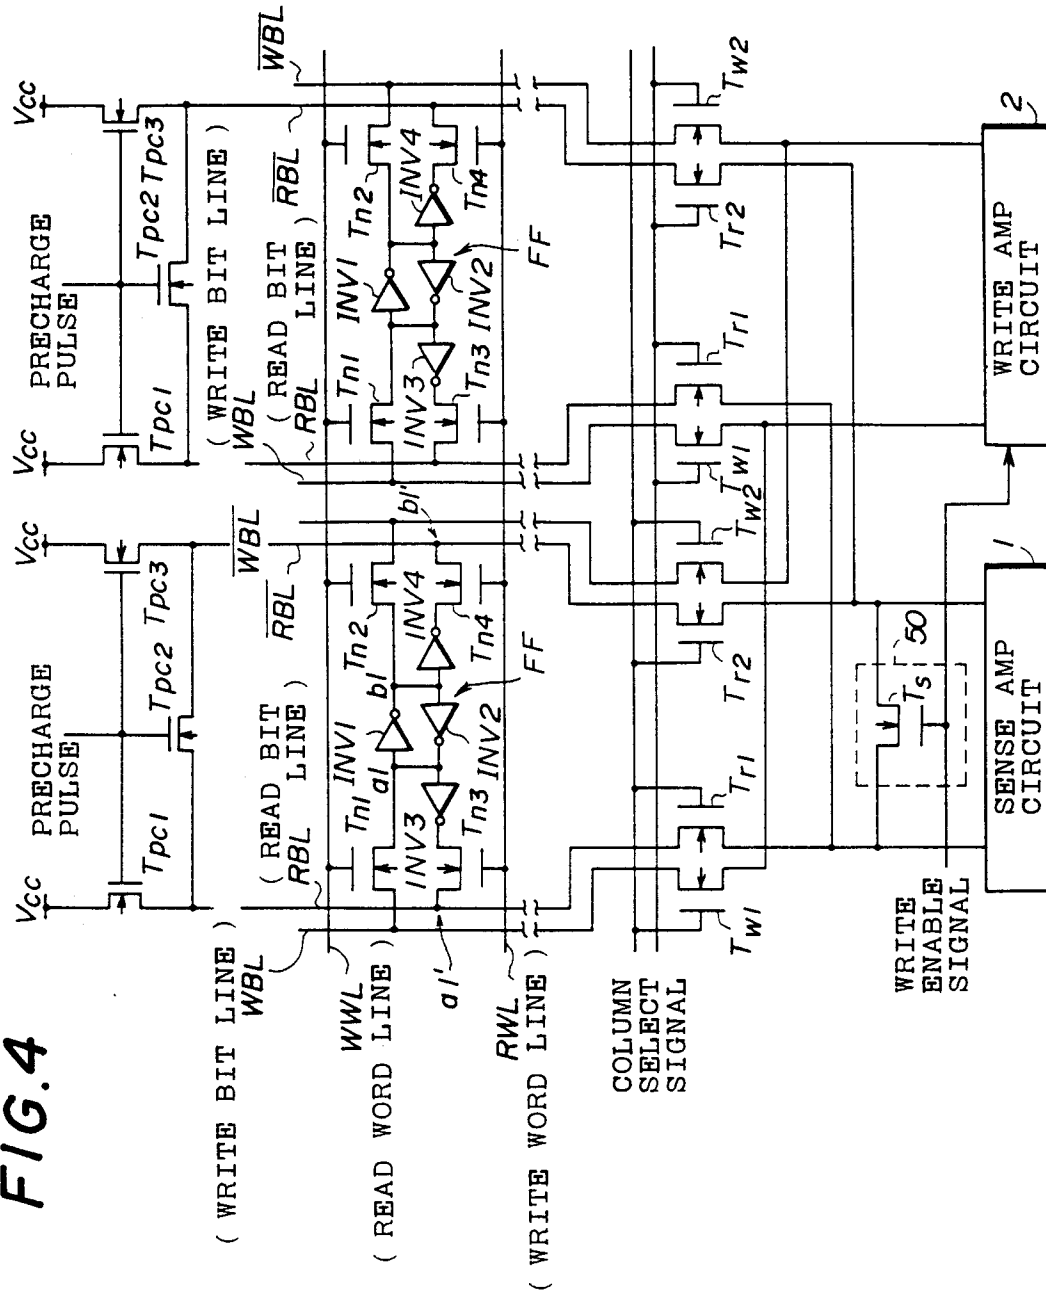 FIG.4
Vcc
PRECHARGE
PULSE
Vcc
Vcc
PRECHARGE
PULSE
Vcc
Tpc1
Tpc2
Tpc3
Tpc1
Tpc2
Tpc3
( WRITE BIT LINE )
WBL
( READ BIT
LINE )
RBL
R̅B̅L̅
W̅B̅L̅
( WRITE BIT LINE )
WBL
( READ BIT
LINE )
RBL
R̅B̅L̅
W̅B̅L̅
WWL
( READ WORD LINE )
Tn1
INV1
Tn2
a1
b1
INV3
INV4
INV2
Tn3
Tn4
FF
a1'
b1'
Tn1
INV1
Tn2
INV3
INV4
INV2
Tn3
Tn4
FF
RWL
( WRITE WORD LINE )
COLUMN
SELECT
SIGNAL
Tw1
Tr1
Tr2
Tw2
Tw1
Tr1
Tr2
Tw2
WRITE
ENABLE
SIGNAL
Ts
50
SENSE AMP
CIRCUIT
1
WRITE AMP
CIRCUIT
2